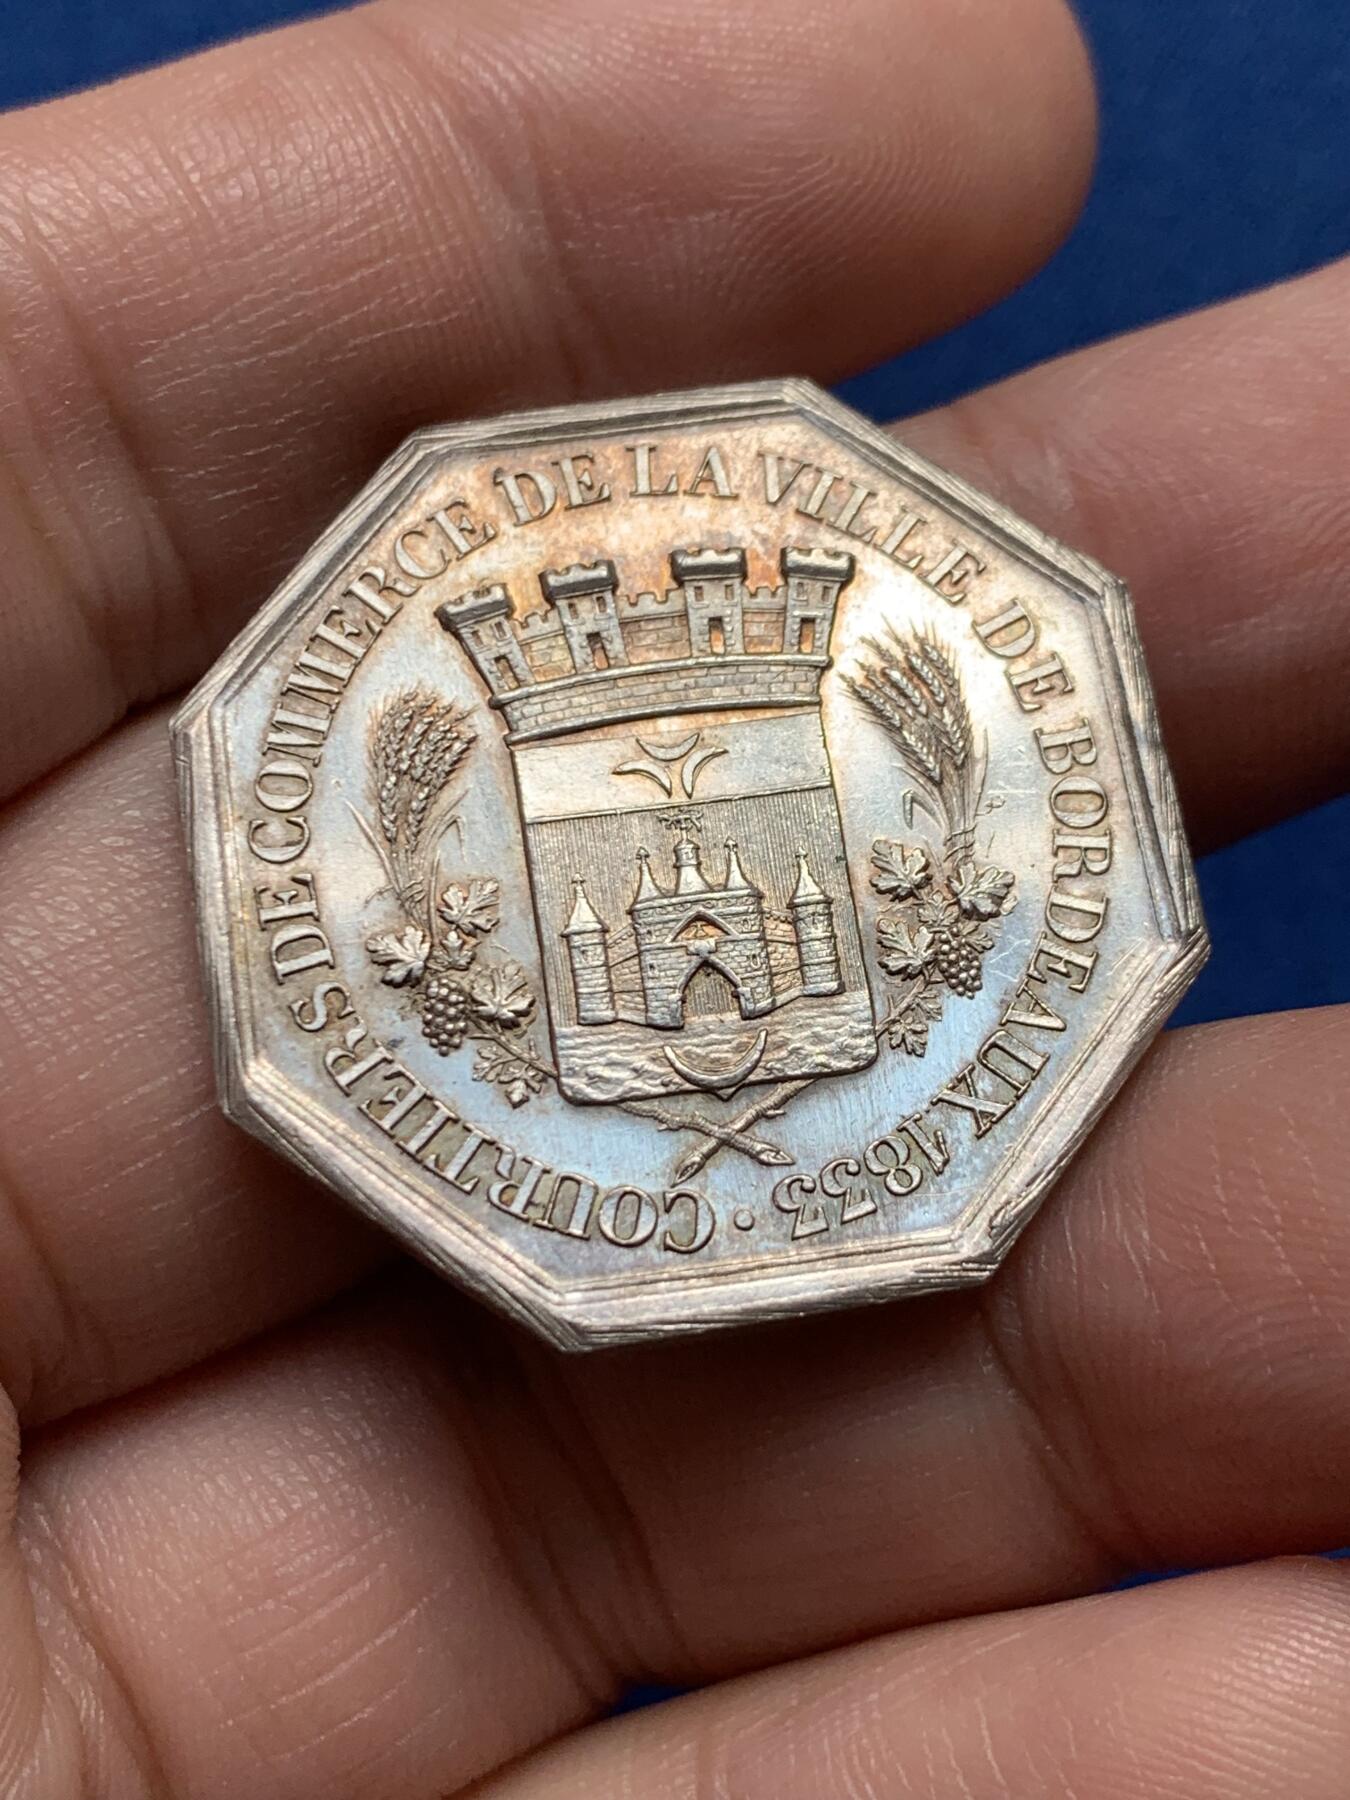 COURTIERS DE COMMERCE DE LA VILLE DE BORDEAUX 1833 ·